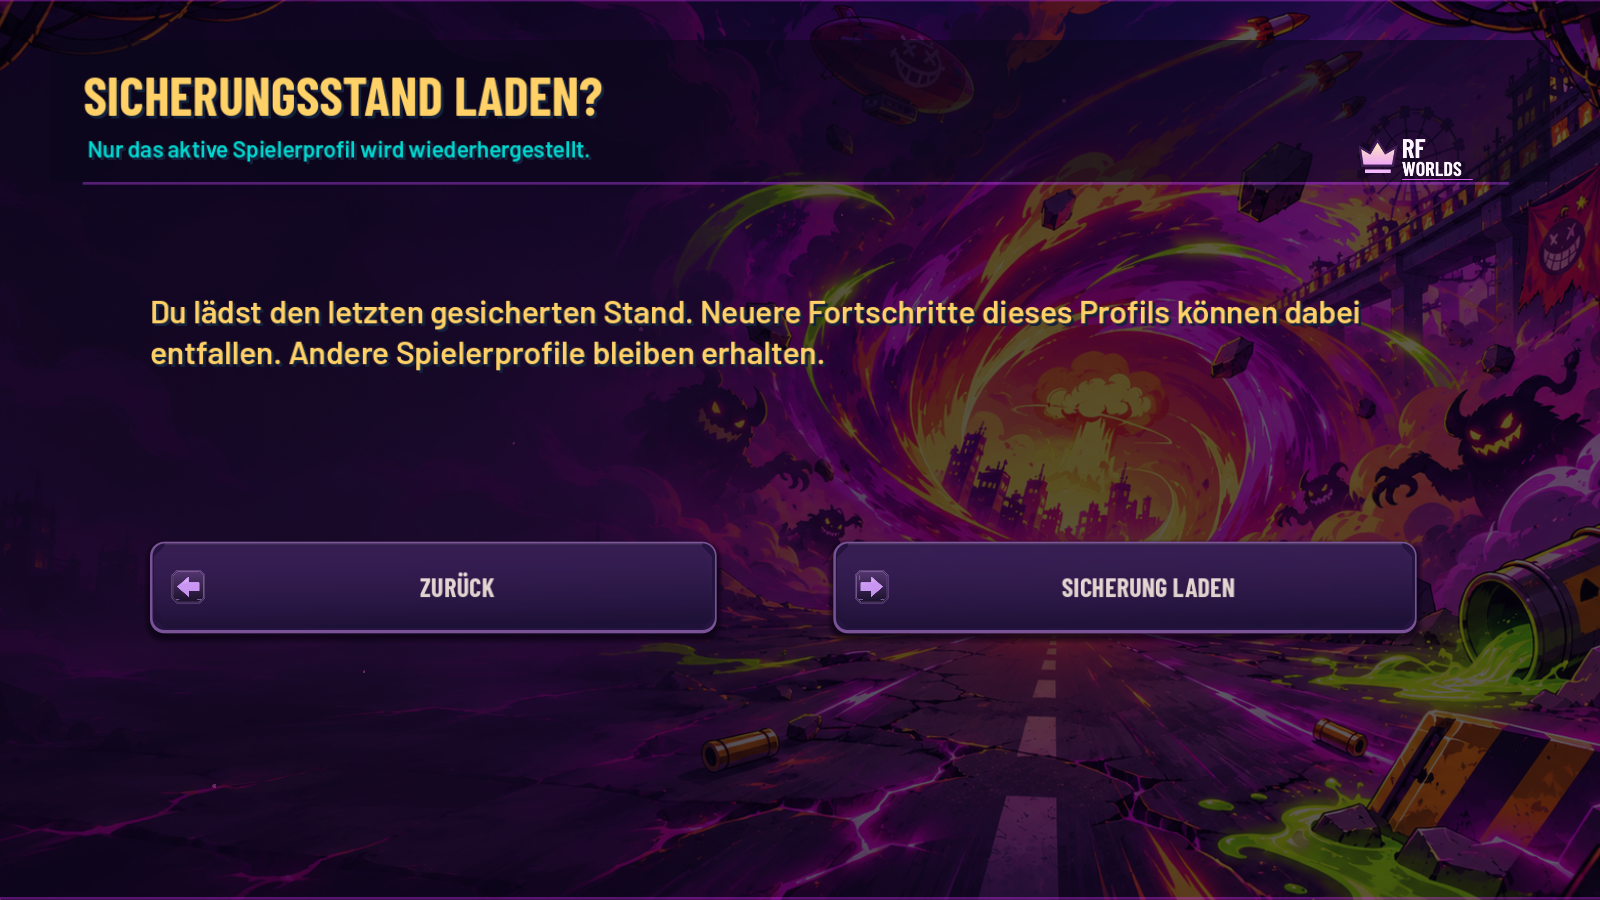 SICHERUNGSSTAND LADEN?
Nur das aktive Spielerprofil wird wiederhergestellt.
RF
WORLDS
Du lädst den letzten gesicherten Stand. Neuere Fortschritte dieses Profils können dabei
entfallen. Andere Spielerprofile bleiben erhalten.
ZURÜCK
SICHERUNG LADEN